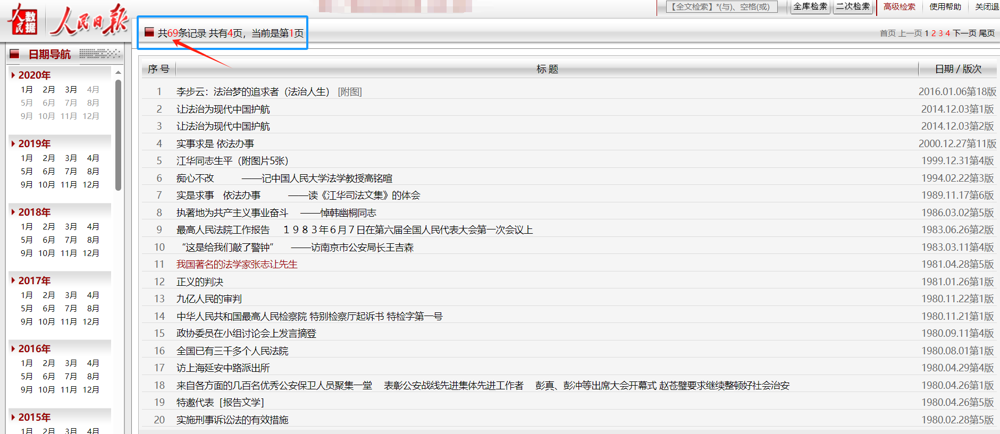 人民数据 人民日报
【全文检索】*(与)、空格(或) 全库检索 二次检索 高级检索 使用帮助 关闭退
共69条记录 共有4页，当前是第1页
首页 上一页 1 2 3 4 下一页 尾页
日期导航
2020年
1月 2月 3月 4月
5月 6月 7月 8月
9月 10月 11月 12月
2019年
1月 2月 3月 4月
5月 6月 7月 8月
9月 10月 11月 12月
2018年
1月 2月 3月 4月
5月 6月 7月 8月
9月 10月 11月 12月
2017年
1月 2月 3月 4月
5月 6月 7月 8月
9月 10月 11月 12月
2016年
1月 2月 3月 4月
5月 6月 7月 8月
9月 10月 11月 12月
2015年
1月 2月 3月 4月
序 号 标 题 日期 / 版次
1 李步云：法治梦的追求者（法治人生） [附图] 2016.01.06第18版
2 让法治为现代中国护航 2014.12.03第1版
3 让法治为现代中国护航 2014.12.03第2版
4 实事求是 依法办事 2000.12.27第11版
5 江华同志生平（附图片5张） 1999.12.31第4版
6 痴心不改 ——记中国人民大学法学教授高铭暄 1994.02.22第3版
7 实是求事 依法办事 ——读《江华司法文集》的体会 1989.11.17第6版
8 执著地为共产主义事业奋斗 ——悼韩幽桐同志 1986.03.02第5版
9 最高人民法院工作报告 １９８３年６月７日在第六届全国人民代表大会第一次会议上 1983.06.26第2版
10 “这是给我们敲了警钟” ——访南京市公安局长王吉森 1983.03.11第4版
11 我国著名的法学家张志让先生 1981.04.28第5版
12 正义的判决 1981.01.26第1版
13 九亿人民的审判 1980.11.22第1版
14 中华人民共和国最高人民检察院 特别检察厅起诉书 特检字第一号 1980.11.21第1版
15 政协委员在小组讨论会上发言摘登 1980.09.11第4版
16 全国已有三千多个人民法院 1980.08.01第1版
17 访上海延安中路派出所 1980.04.29第4版
18 来自各方面的几百名优秀公安保卫人员聚集一堂 表彰公安战线先进集体先进工作者 彭真、彭冲等出席大会开幕式 赵苍璧要求继续整顿好社会治安 1980.04.26第1版
19 特邀代表［报告文学］ 1980.04.26第5版
20 实施刑事诉讼法的有效措施 1980.02.28第5版